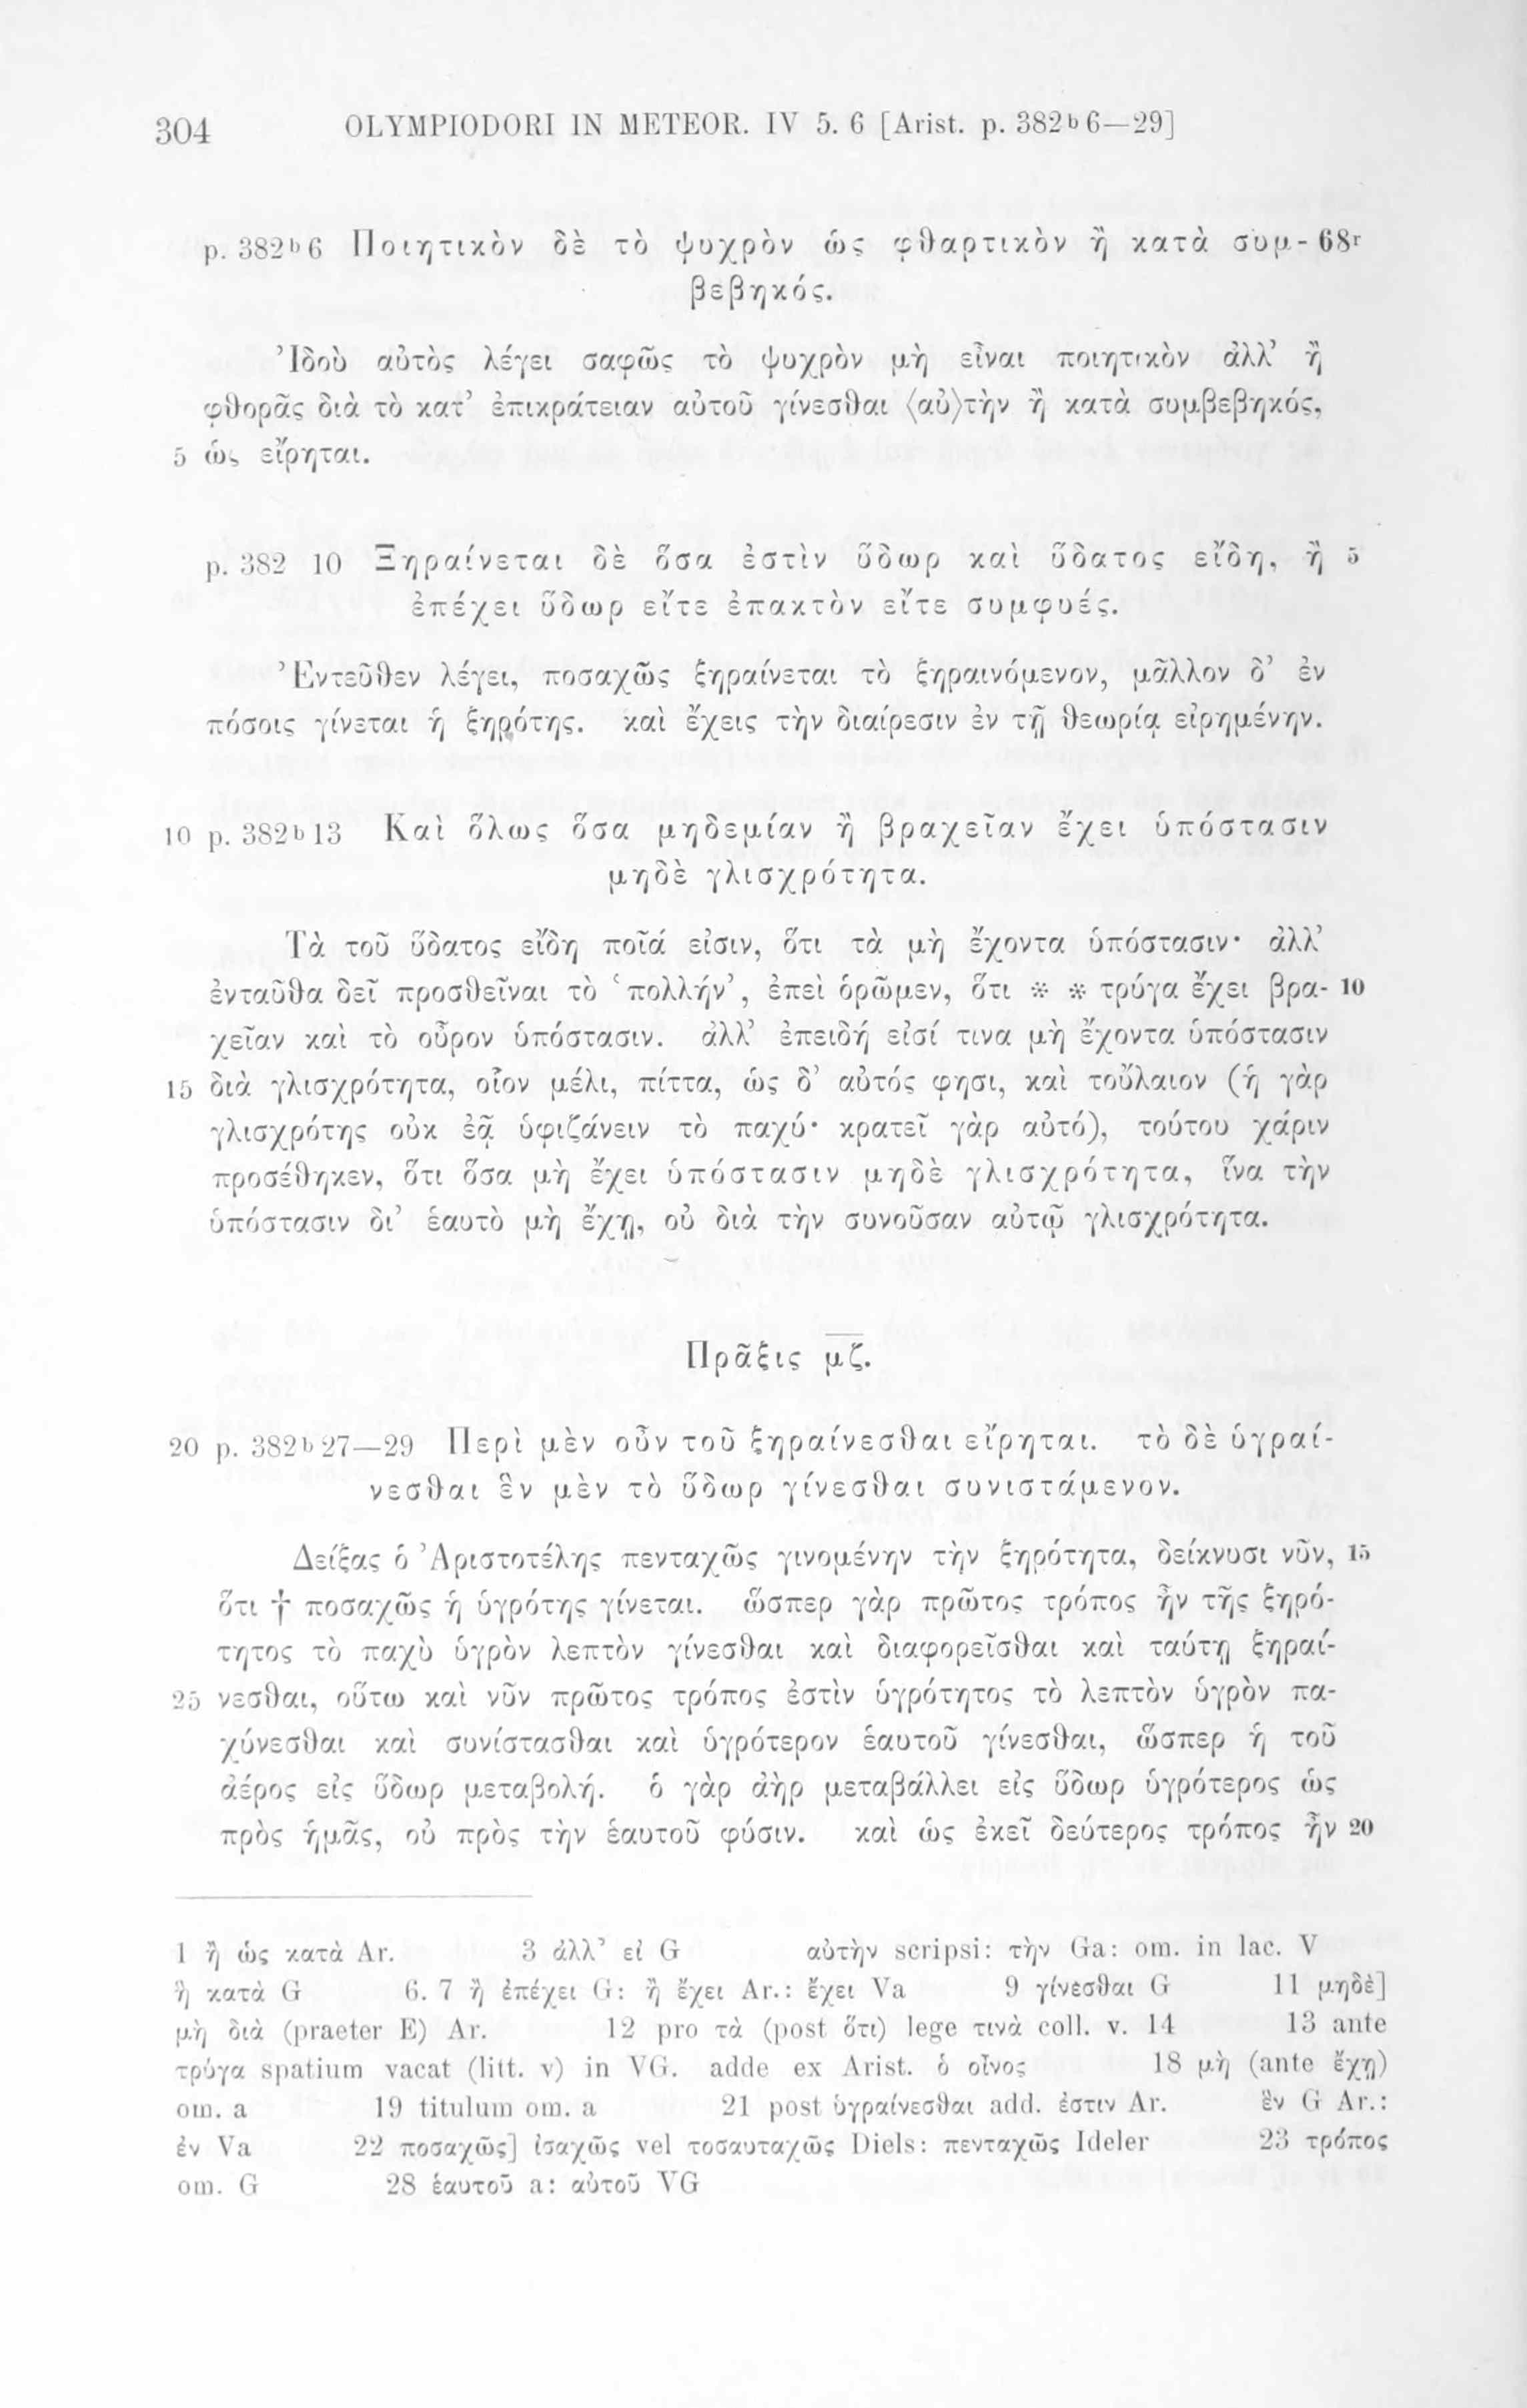 304 OLYMPIODORI IN METEOR. IV 5. 6 [Arist. p. 382b 6—29]
p. 382b 6 Ποιητικὸν δὲ τὸ ψυχρὸν ὡς φθαρτικὸν ἢ κατὰ συμ- 68r
βεβηκός.
Ἰδοὺ αὐτὸς λέγει σαφῶς τὸ ψυχρὸν μὴ εἶναι ποιητικὸν ἀλλ’ ἢ
φθορᾶς διὰ τὸ κατ’ ἐπικράτειαν αὐτοῦ γίνεσθαι ⟨αὐ⟩τὴν ἢ κατὰ συμβεβηκός,
5 ὡς εἴρηται.
p. 382 10 Ξηραίνεται δὲ ὅσα ἐστὶν ὕδωρ καὶ ὕδατος εἴδη, ἢ 5
ἐπέχει ὕδωρ εἴτε ἐπακτὸν εἴτε συμφυές.
Ἐντεῦθεν λέγει, ποσαχῶς ξηραίνεται τὸ ξηραινόμενον, μᾶλλον δ’ ἐν
πόσοις γίνεται ἡ ξηρότης. καὶ ἔχεις τὴν διαίρεσιν ἐν τῇ θεωρίᾳ εἰρημένην.
10 p. 382b 13 Καὶ ὅλως ὅσα μηδεμίαν ἢ βραχεῖαν ἔχει ὑπόστασιν
μηδὲ γλισχρότητα.
Τὰ τοῦ ὕδατος εἴδη ποῖά εἰσιν, ὅτι τὰ μὴ ἔχοντα ὑπόστασιν· ἀλλ’
ἐνταῦθα δεῖ προσθεῖναι τὸ ‘πολλήν’, ἐπεὶ ὁρῶμεν, ὅτι * * τρύγα ἔχει βρα- 10
χεῖαν καὶ τὸ οὖρον ὑπόστασιν. ἀλλ’ ἐπειδή εἰσί τινα μὴ ἔχοντα ὑπόστασιν
15 διὰ γλισχρότητα, οἷον μέλι, πίττα, ὡς δ’ αὐτός φησι, καὶ τοὔλαιον (ἡ γὰρ
γλισχρότης οὐκ ἐᾷ ὑφιζάνειν τὸ παχύ· κρατεῖ γὰρ αὐτό), τούτου χάριν
προσέθηκεν, ὅτι ὅσα μὴ ἔχει ὑπόστασιν μηδὲ γλισχρότητα, ἵνα τὴν
ὑπόστασιν δι’ ἑαυτὸ μὴ ἔχῃ, οὐ διὰ τὴν συνοῦσαν αὐτῷ γλισχρότητα.
Πρᾶξις μζ.
20 p. 382b 27—29 Περὶ μὲν οὖν τοῦ ξηραίνεσθαι εἴρηται. τὸ δὲ ὑγραί-
νεσθαι ἓν μὲν τὸ ὕδωρ γίνεσθαι συνιστάμενον.
Δείξας ὁ Ἀριστοτέλης πενταχῶς γινομένην τὴν ξηρότητα, δείκνυσι νῦν, 15
ὅτι † ποσαχῶς ἡ ὑγρότης γίνεται. ὥσπερ γὰρ πρῶτος τρόπος ἦν τῆς ξηρό-
τητος τὸ παχὺ ὑγρὸν λεπτὸν γίνεσθαι καὶ διαφορεῖσθαι καὶ ταύτῃ ξηραί-
25 νεσθαι, οὕτω καὶ νῦν πρῶτος τρόπος ἐστὶν ὑγρότητος τὸ λεπτὸν ὑγρὸν πα-
χύνεσθαι καὶ συνίστασθαι καὶ ὑγρότερον ἑαυτοῦ γίνεσθαι, ὥσπερ ἡ τοῦ
ἀέρος εἰς ὕδωρ μεταβολή. ὁ γὰρ ἀὴρ μεταβάλλει εἰς ὕδωρ ὑγρότερος ὡς
πρὸς ἡμᾶς, οὐ πρὸς τὴν ἑαυτοῦ φύσιν. καὶ ὡς ἐκεῖ δεύτερος τρόπος ἦν 20
1 ἢ ὡς κατὰ Ar. 3 ἀλλ’ εἰ G αὐτὴν scripsi: τὴν Ga: om. in lac. V
ἢ κατὰ G 6. 7 ἢ ἐπέχει G: ἢ ἔχει Ar.: ἔχει Va 9 γίνεσθαι G 11 μηδὲ]
μὴ διὰ (praeter E) Ar. 12 pro τὰ (post ὅτι) lege τινὰ coll. v. 14 13 ante
τρύγα spatium vacat (litt. v) in VG. adde ex Arist. ὁ οἶνος 18 μὴ (ante ἔχῃ)
om. a 19 titulum om. a 21 post ὑγραίνεσθαι add. ἐστιν Ar. ἓν G Ar.:
ἐν Va 22 ποσαχῶς] ἰσαχῶς vel τοσαυταχῶς Diels: πενταχῶς Ideler 23 τρόπος
om. G 28 ἑαυτοῦ a: αὐτοῦ VG